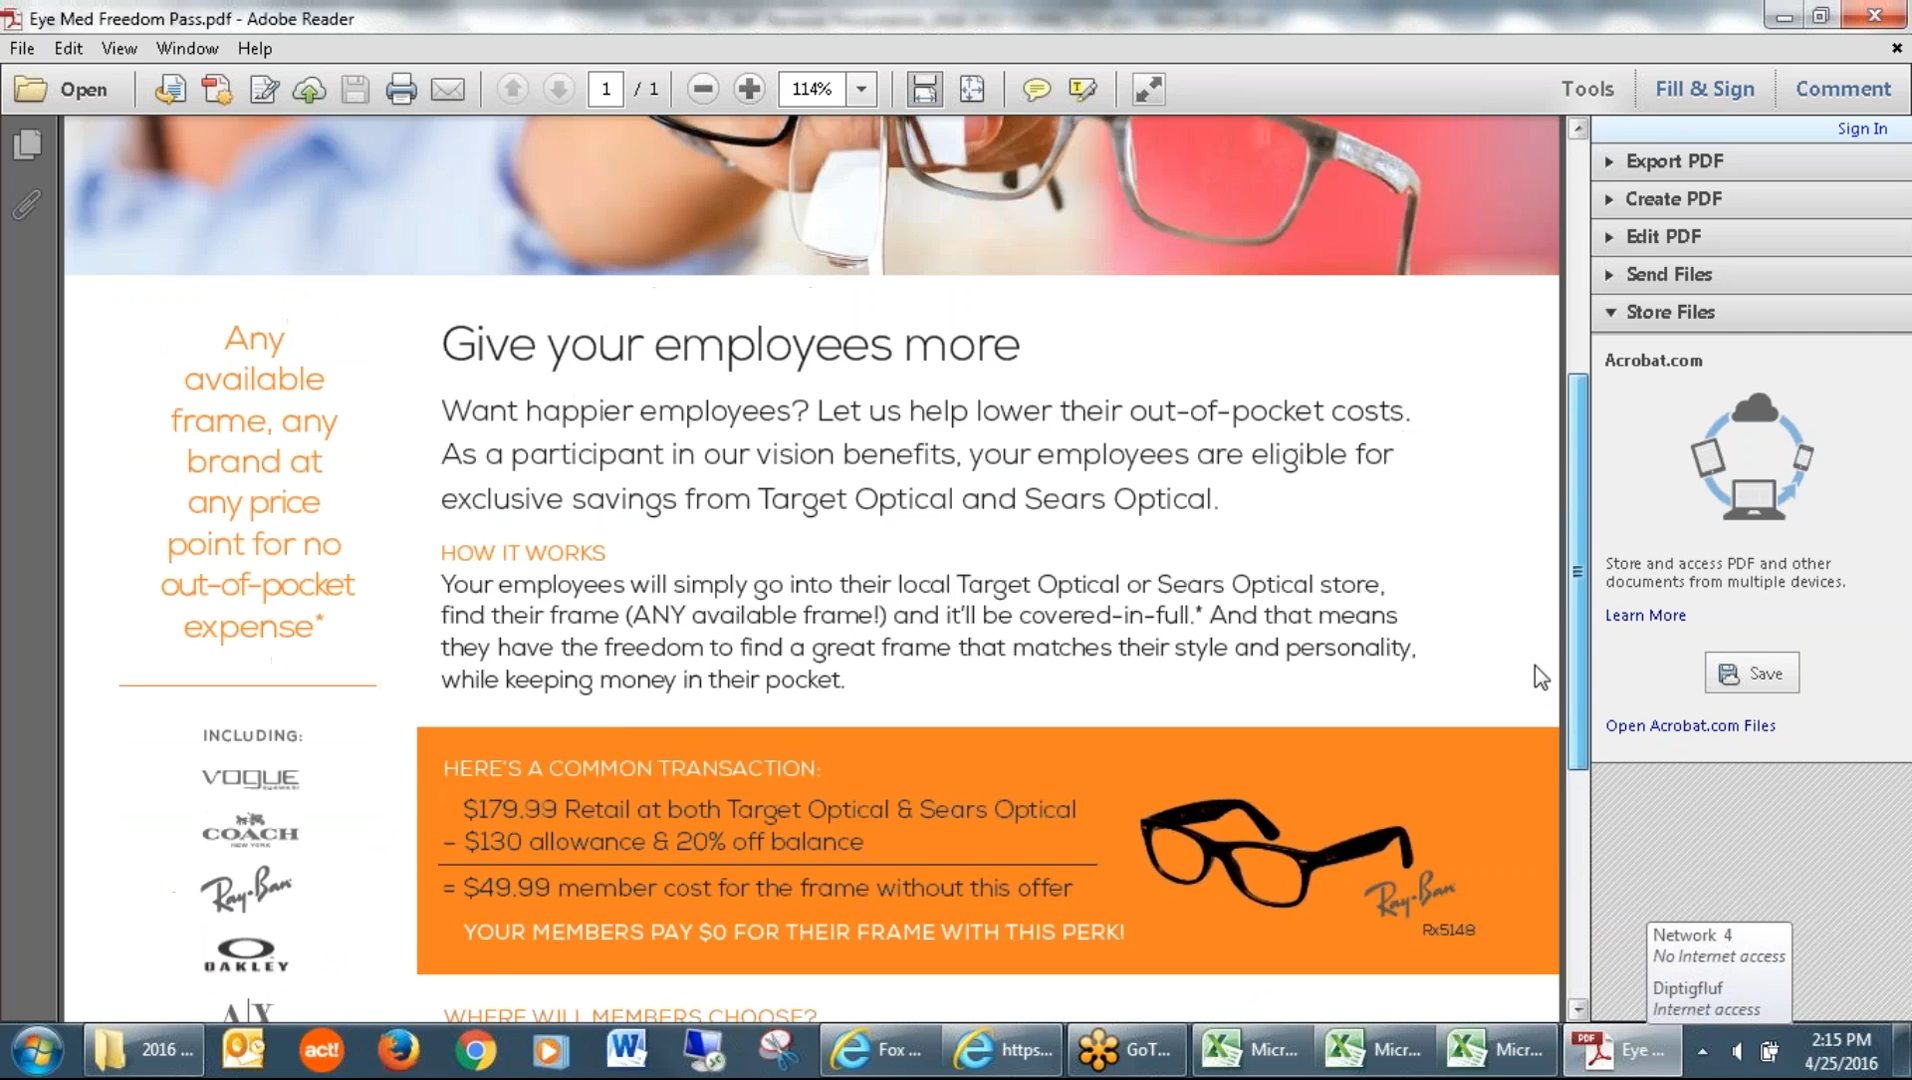 Eye Med Freedom Pass.pdf - Adobe Reader
File Edit View Window Help
Open 1 / 1 114% Tools Fill & Sign Comment
Sign In
Export PDF
Create PDF
Edit PDF
Send Files
Store Files
Acrobat.com
Store and access PDF and other
documents from multiple devices.
Learn More
Save
Open Acrobat.com Files
Any
available
frame, any
brand at
any price
point for no
out-of-pocket
expense*
INCLUDING:
VOGUE
EYEWEAR
COACH
NEW YORK
Ray-Ban
OAKLEY
A|X
Give your employees more
Want happier employees? Let us help lower their out-of-pocket costs.
As a participant in our vision benefits, your employees are eligible for
exclusive savings from Target Optical and Sears Optical.
HOW IT WORKS
Your employees will simply go into their local Target Optical or Sears Optical store,
find their frame (ANY available frame!) and it'll be covered-in-full.* And that means
they have the freedom to find a great frame that matches their style and personality,
while keeping money in their pocket.
HERE'S A COMMON TRANSACTION:
$179.99 Retail at both Target Optical & Sears Optical
– $130 allowance & 20% off balance
= $49.99 member cost for the frame without this offer
YOUR MEMBERS PAY $0 FOR THEIR FRAME WITH THIS PERK!
Ray-Ban
Rx5148
WHERE WILL MEMBERS CHOOSE?
Network 4
No Internet access
Diptigfluf
Internet access
2016 ... act! Fox ... https... GoT... Micr... Micr... Micr... PDF Eye ...
2:15 PM
4/25/2016